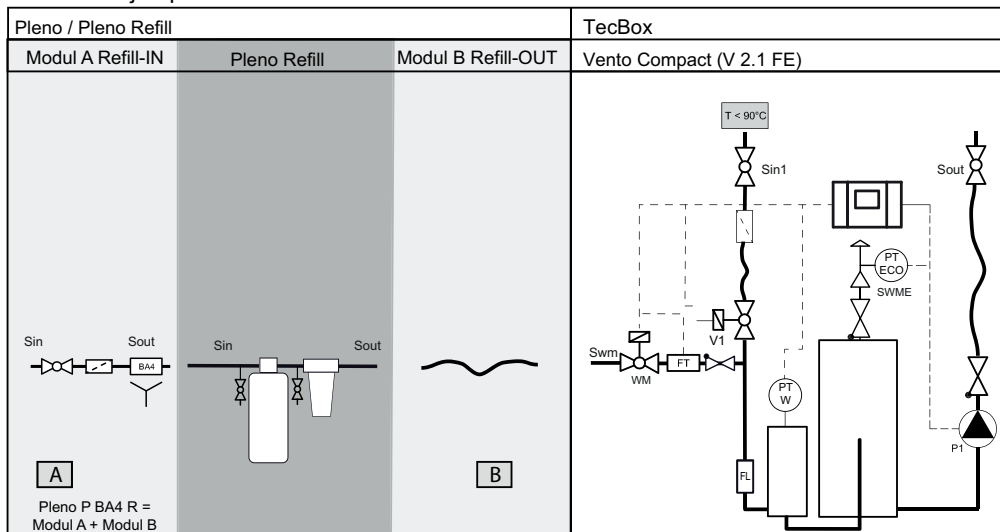 Pleno / Pleno Refill
TecBox
Modul A Refill-IN
Pleno Refill
Modul B Refill-OUT
Vento Compact (V 2.1 FE)
T < 90°C
Sin1
Sout
PT
ECO
SWME
V1
Swm
WM
FT
PT
W
P1
FL
Sin
Sout
BA4
Sin
Sout
A
B
Pleno P BA4 R =
Modul A + Modul B